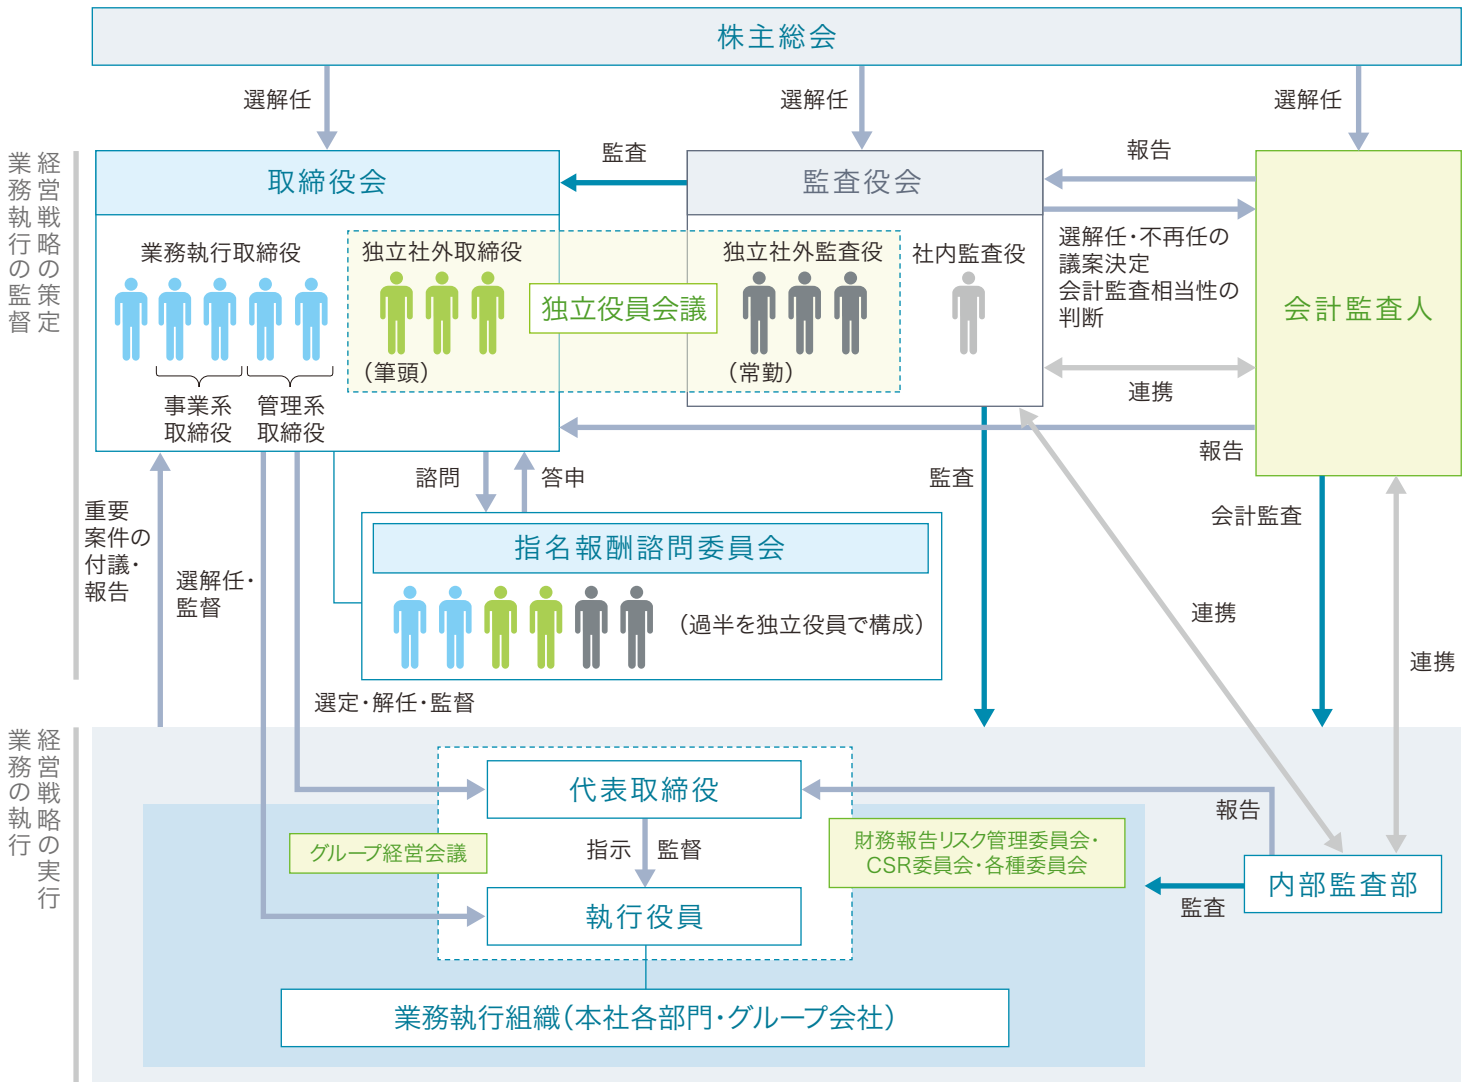 株主総会
選解任
選解任
選解任
経営戦略の策定
業務執行の監督
取締役会
監査
監査役会
報告
業務執行取締役
独立社外取締役
独立社外監査役
社内監査役
独立役員会議
選解任・不再任の
議案決定
会計監査相当性の
判断
会計監査人
(筆頭)
(常勤)
連携
事業系
取締役
管理系
取締役
報告
諮問
答申
監査
重要
案件の
付議・
報告
会計監査
指名報酬諮問委員会
選解任・
監督
(過半を独立役員で構成)
連携
連携
選定・解任・監督
経営戦略の実行
業務の執行
代表取締役
報告
グループ経営会議
指示
監督
財務報告リスク管理委員会・
CSR委員会・各種委員会
内部監査部
監査
執行役員
業務執行組織(本社各部門・グループ会社)